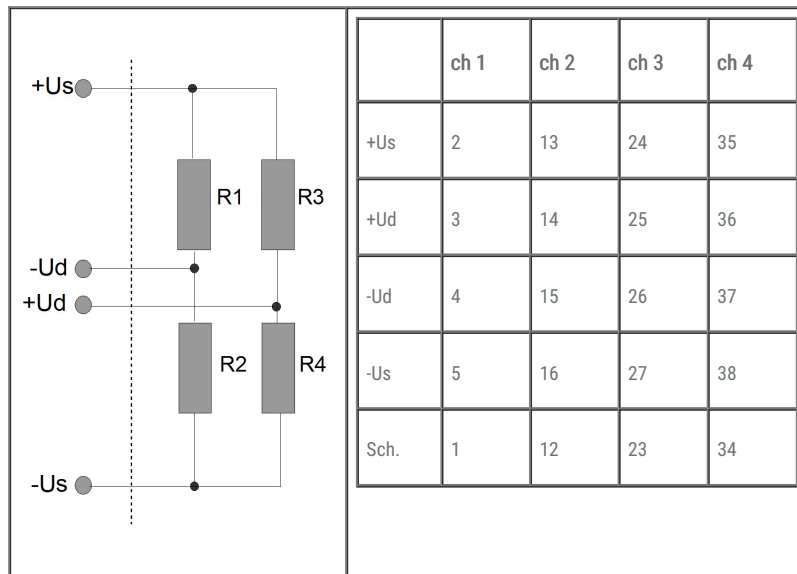 +Us
R1
R3
-Ud
+Ud
R2
R4
-Us
ch 1 ch 2 ch 3 ch 4
+Us 2 13 24 35
+Ud 3 14 25 36
-Ud 4 15 26 37
-Us 5 16 27 38
Sch. 1 12 23 34